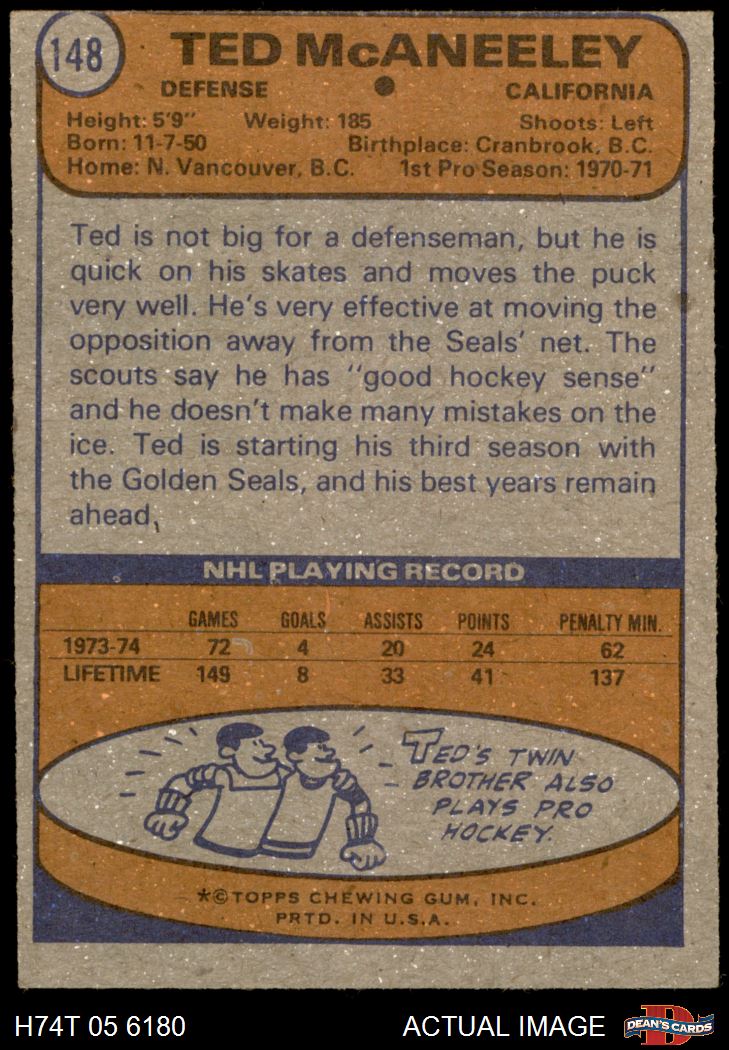 148
TED McANEELEY
DEFENSE
CALIFORNIA
Height: 5'9" Weight: 185 Shoots: Left
Born: 11-7-50 Birthplace: Cranbrook, B.C.
Home: N. Vancouver, B.C. 1st Pro Season: 1970-71
Ted is not big for a defenseman, but he is
quick on his skates and moves the puck
very well. He's very effective at moving the
opposition away from the Seals' net. The
scouts say he has "good hockey sense"
and he doesn't make many mistakes on the
ice. Ted is starting his third season with
the Golden Seals, and his best years remain
ahead.
NHL PLAYING RECORD
GAMES GOALS ASSISTS POINTS PENALTY MIN.
1973-74 72 4 20 24 62
LIFETIME 149 8 33 41 137
TED'S TWIN
BROTHER ALSO
PLAYS PRO
HOCKEY.
*©TOPPS CHEWING GUM, INC.
PRTD. IN U.S.A.
H74T 05 6180 ACTUAL IMAGE
D
DEAN'S CARDS